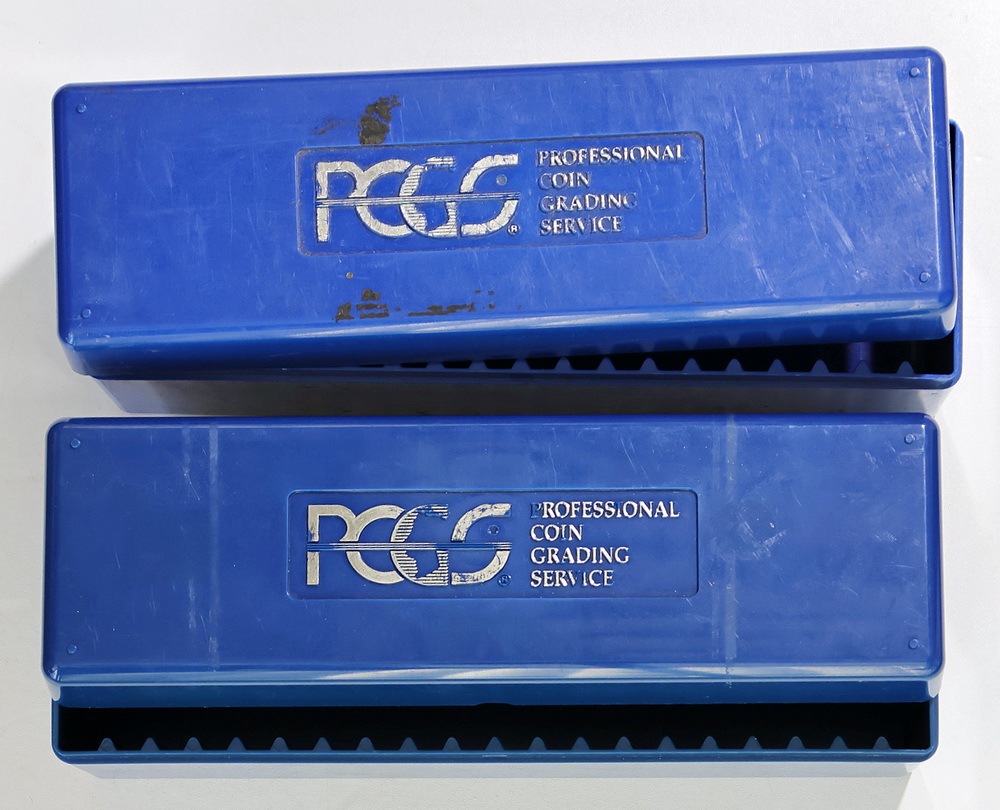 PCGS®
PROFESSIONAL
COIN
GRADING
SERVICE
PCGS®
PROFESSIONAL
COIN
GRADING
SERVICE